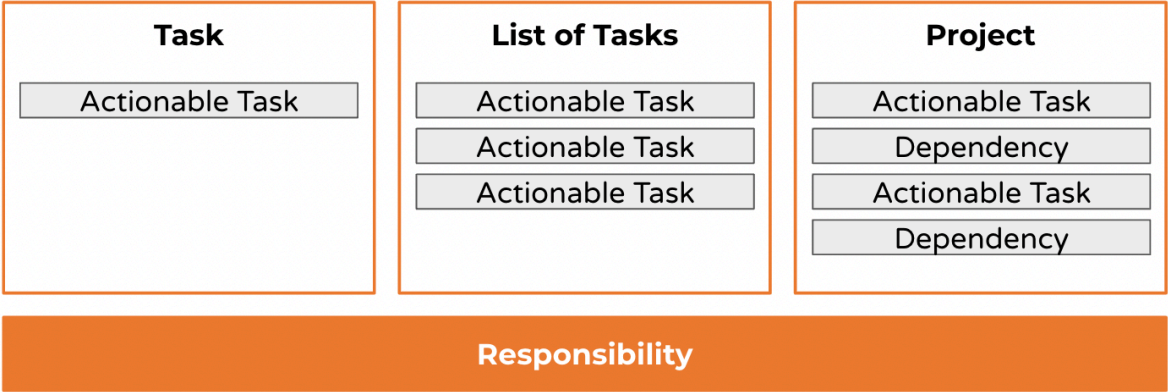 Task
Actionable Task
List of Tasks
Actionable Task
Actionable Task
Actionable Task
Project
Actionable Task
Dependency
Actionable Task
Dependency
Responsibility